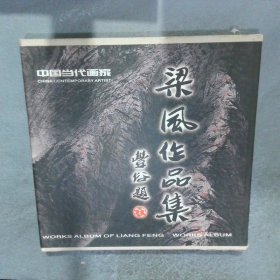 中国当代画家
CHINA CONTEMPORARY ARTIST
梁風作品集
WORKS ALBUM OF LIANG FENG WORKS ALBUM